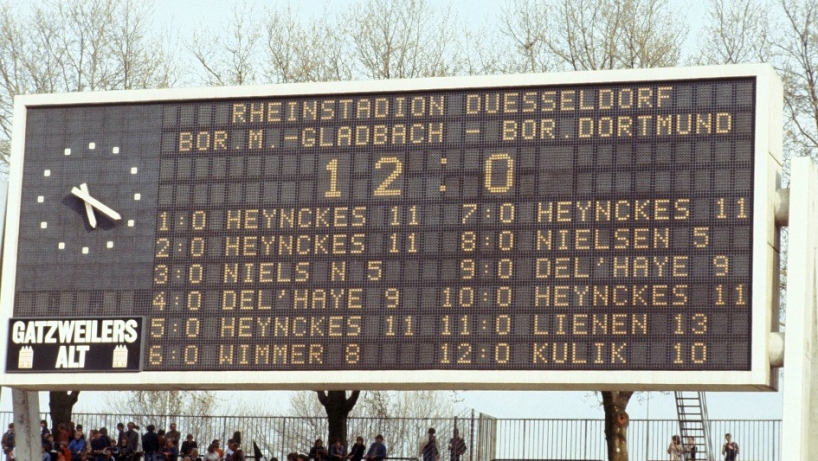 RHEINSTADION DUESSELDORF
BOR.M.-GLADBACH - BOR.DORTMUND
12:0
1:0 HEYNCKES 11 7:0 HEYNCKES 11
2:0 HEYNCKES 11 8:0 NIELSEN 5
3:0 NIELS N 5 9:0 DEL'HAYE 9
4:0 DEL'HAYE 9 10:0 HEYNCKES 11
5:0 HEYNCKES 11 11:0 LIENEN 13
6:0 WIMMER 8 12:0 KULIK 10
GATZWEILERS
ALT